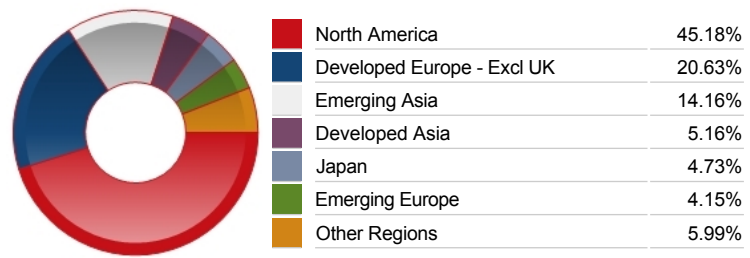 North America 45.18%
Developed Europe - Excl UK 20.63%
Emerging Asia 14.16%
Developed Asia 5.16%
Japan 4.73%
Emerging Europe 4.15%
Other Regions 5.99%